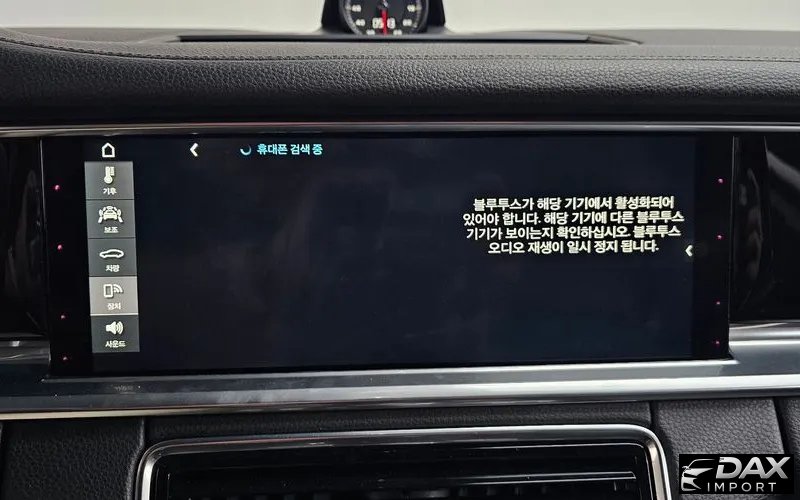 휴대폰 검색 중
기후
보조
차량
장치
사운드
블루투스가 해당 기기에서 활성화되어
있어야 합니다. 해당 기기에 다른 블루투스
기기가 보이는지 확인하십시오. 블루투스
오디오 재생이 일시 정지 됩니다.
DAX
IMPORT